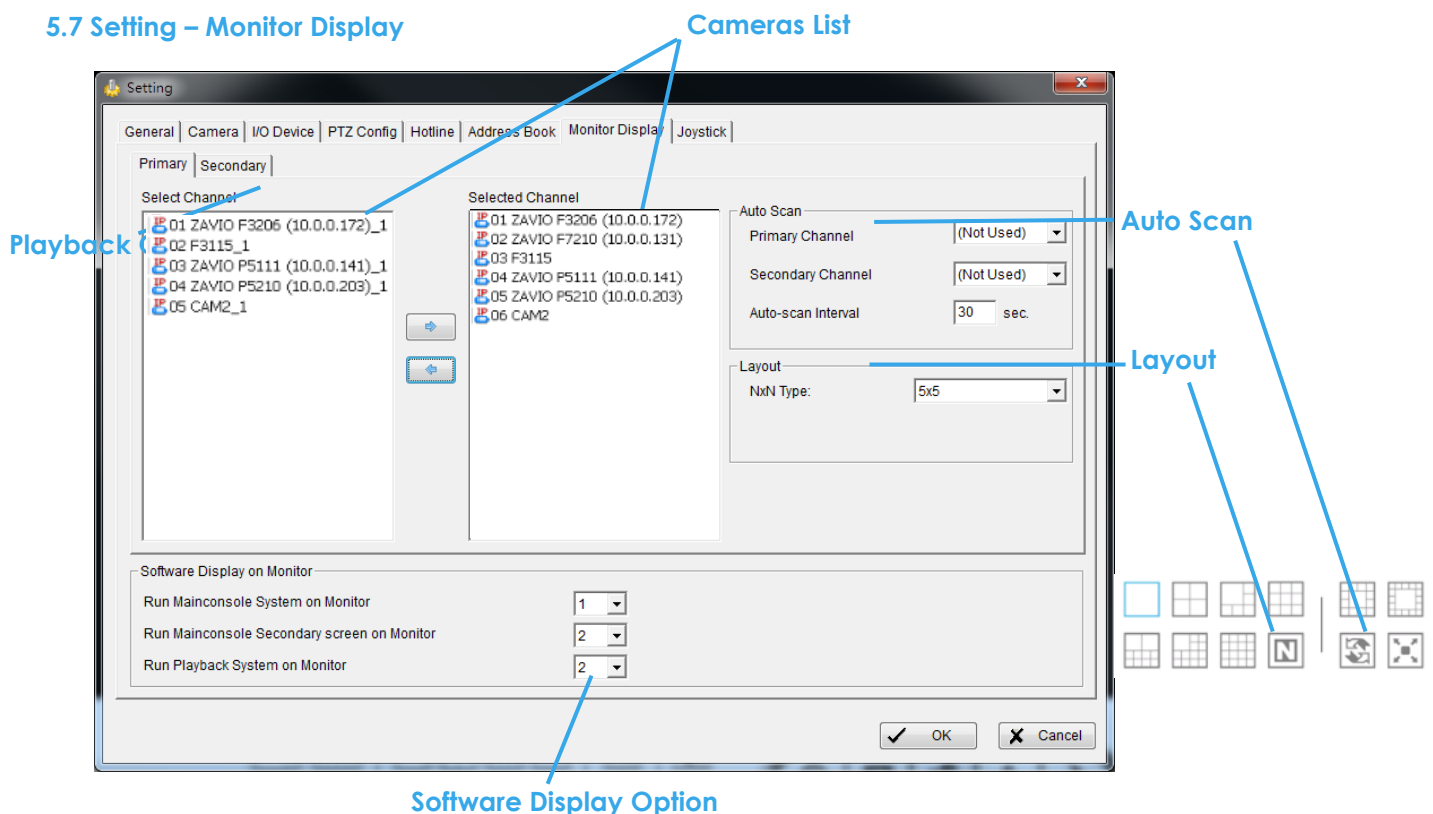 5.7 Setting – Monitor Display
Cameras List
Setting
General Camera I/O Device PTZ Config Hotline Address Book Monitor Display Joystick
Primary Secondary
Select Channel
01 ZAVIO F3206 (10.0.0.172)_1
02 F3115_1
03 ZAVIO P5111 (10.0.0.141)_1
04 ZAVIO P5210 (10.0.0.203)_1
05 CAM2_1
Playback
Selected Channel
01 ZAVIO F3206 (10.0.0.172)
02 ZAVIO F7210 (10.0.0.131)
03 F3115
04 ZAVIO P5111 (10.0.0.141)
05 ZAVIO P5210 (10.0.0.203)
06 CAM2
Auto Scan
Primary Channel (Not Used)
Secondary Channel (Not Used)
Auto-scan Interval 30 sec.
Auto Scan
Layout
NxN Type: 5x5
Layout
N
Software Display on Monitor
Run Mainconsole System on Monitor 1
Run Mainconsole Secondary screen on Monitor 2
Run Playback System on Monitor 2
OK Cancel
Software Display Option